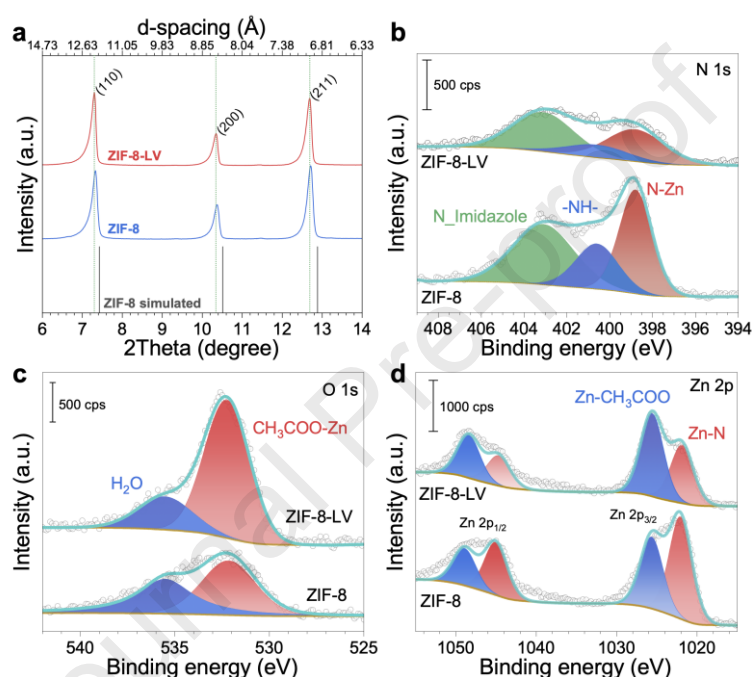 a
d-spacing (Å)
14.73 12.63 11.05 9.83 8.85 8.04 7.38 6.81 6.33
(110)
(200)
(211)
ZIF-8-LV
ZIF-8
ZIF-8 simulated
Intensity (a.u.)
6 7 8 9 10 11 12 13 14
2Theta (degree)
b
N 1s
500 cps
ZIF-8-LV
N_Imidazole
-NH-
N-Zn
ZIF-8
Intensity (a.u.)
408 406 404 402 400 398 396 394
Binding energy (eV)
c
O 1s
500 cps
CH₃COO-Zn
H₂O
ZIF-8-LV
ZIF-8
Intensity (a.u.)
540 535 530 525
Binding energy (eV)
d
Zn 2p
1000 cps
Zn-CH₃COO
Zn-N
ZIF-8-LV
Zn 2p₁/₂
Zn 2p₃/₂
ZIF-8
Intensity (a.u.)
1050 1040 1030 1020
Binding energy (eV)
Journal Pre-proof